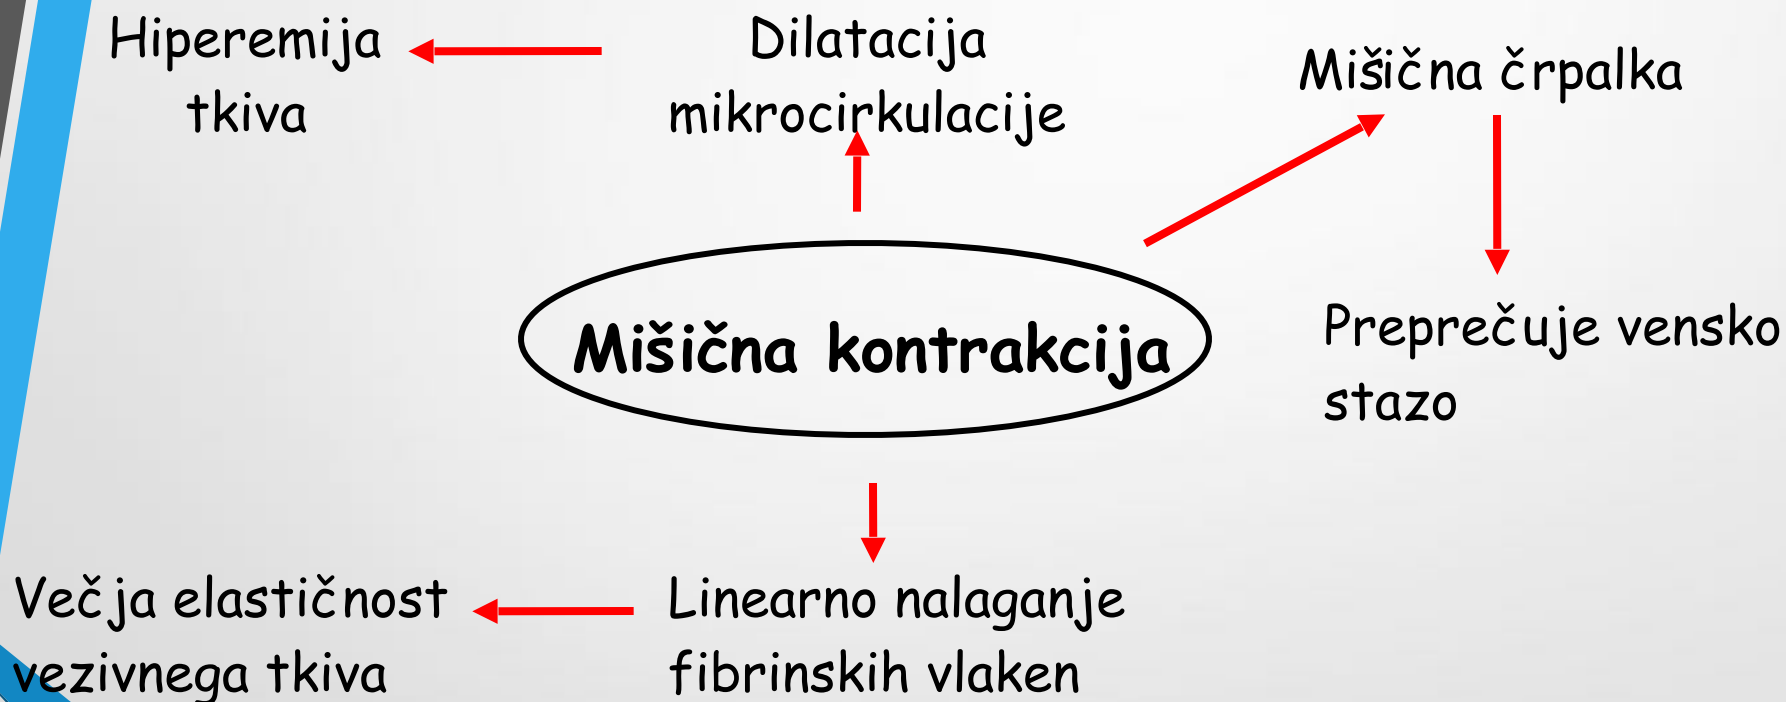 Hiperemija
tkiva
Dilatacija
mikrocirkulacije
Mišična črpalka
Mišična kontrakcija
Preprečuje vensko
stazo
Večja elastičnost
vezivnega tkiva
Linearno nalaganje
fibrinskih vlaken